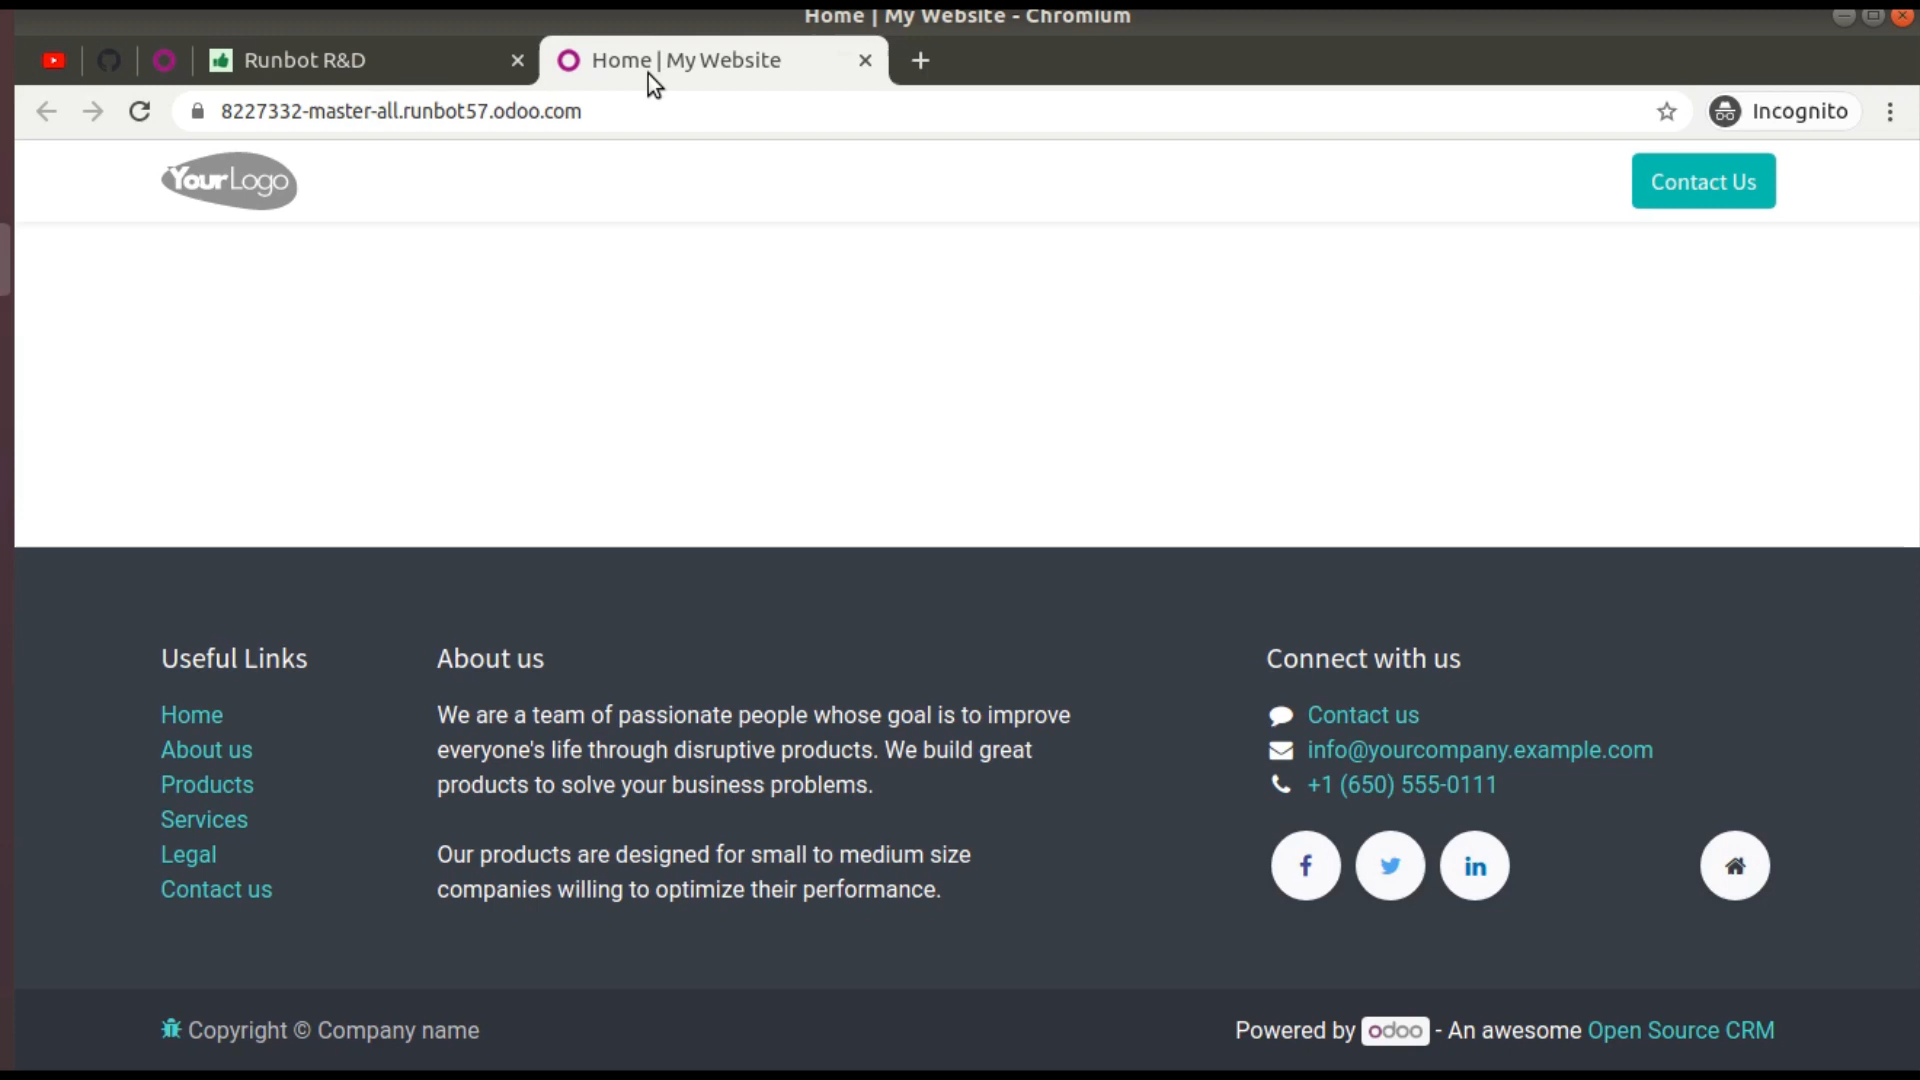 Home | My Website - Chromium
Runbot R&D
Home | My Website
8227332-master-all.runbot57.odoo.com
Incognito
YourLogo
Contact Us
Useful Links
Home
About us
Products
Services
Legal
Contact us
About us
We are a team of passionate people whose goal is to improve
everyone's life through disruptive products. We build great
products to solve your business problems.
Our products are designed for small to medium size
companies willing to optimize their performance.
Connect with us
Contact us
info@yourcompany.example.com
+1 (650) 555-0111
Copyright © Company name
Powered by odoo - An awesome Open Source CRM